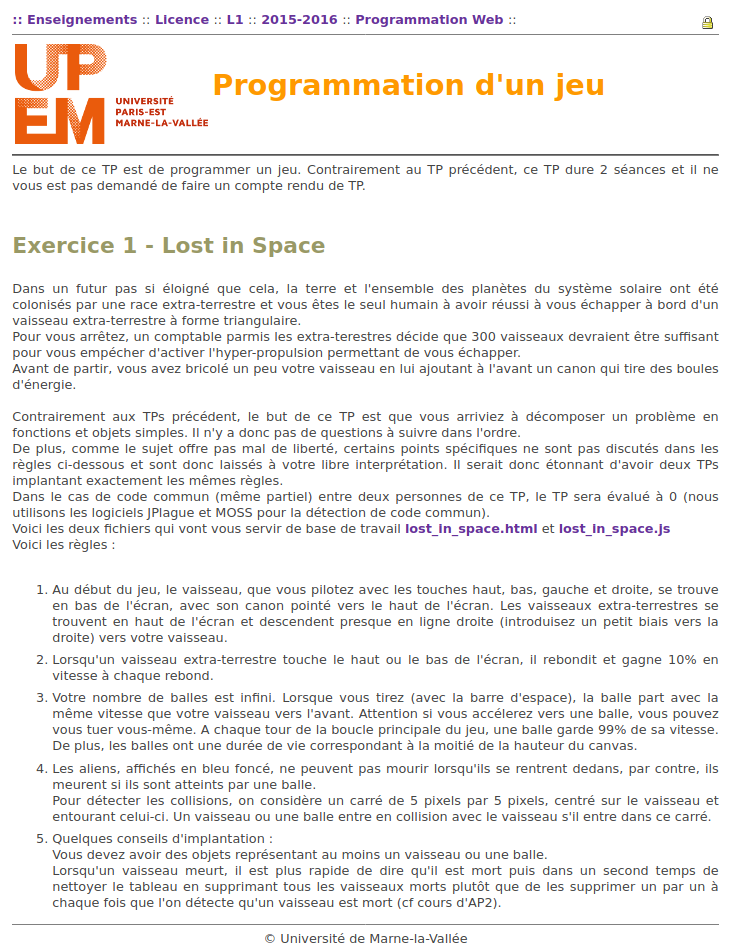 :: Enseignements :: Licence :: L1 :: 2015-2016 :: Programmation Web ::
UPEM
UNIVERSITÉ
PARIS-EST
MARNE-LA-VALLÉE
Programmation d'un jeu
Le but de ce TP est de programmer un jeu. Contrairement au TP précédent, ce TP dure 2 séances et il ne
vous est pas demandé de faire un compte rendu de TP.
Exercice 1 - Lost in Space
Dans un futur pas si éloigné que cela, la terre et l'ensemble des planètes du système solaire ont été
colonisés par une race extra-terrestre et vous êtes le seul humain à avoir réussi à vous échapper à bord d'un
vaisseau extra-terrestre à forme triangulaire.
Pour vous arrêtez, un comptable parmis les extra-terestres décide que 300 vaisseaux devraient être suffisant
pour vous empécher d'activer l'hyper-propulsion permettant de vous échapper.
Avant de partir, vous avez bricolé un peu votre vaisseau en lui ajoutant à l'avant un canon qui tire des boules
d'énergie.
Contrairement aux TPs précédent, le but de ce TP est que vous arriviez à décomposer un problème en
fonctions et objets simples. Il n'y a donc pas de questions à suivre dans l'ordre.
De plus, comme le sujet offre pas mal de liberté, certains points spécifiques ne sont pas discutés dans les
règles ci-dessous et sont donc laissés à votre libre interprétation. Il serait donc étonnant d'avoir deux TPs
implantant exactement les mêmes règles.
Dans le cas de code commun (même partiel) entre deux personnes de ce TP, le TP sera évalué à 0 (nous
utilisons les logiciels JPlague et MOSS pour la détection de code commun).
Voici les deux fichiers qui vont vous servir de base de travail lost_in_space.html et lost_in_space.js
Voici les règles :
1. Au début du jeu, le vaisseau, que vous pilotez avec les touches haut, bas, gauche et droite, se trouve
en bas de l'écran, avec son canon pointé vers le haut de l'écran. Les vaisseaux extra-terrestres se
trouvent en haut de l'écran et descendent presque en ligne droite (introduisez un petit biais vers la
droite) vers votre vaisseau.
2. Lorsqu'un vaisseau extra-terrestre touche le haut ou le bas de l'écran, il rebondit et gagne 10% en
vitesse à chaque rebond.
3. Votre nombre de balles est infini. Lorsque vous tirez (avec la barre d'espace), la balle part avec la
même vitesse que votre vaisseau vers l'avant. Attention si vous accélerez vers une balle, vous pouvez
vous tuer vous-même. A chaque tour de la boucle principale du jeu, une balle garde 99% de sa vitesse.
De plus, les balles ont une durée de vie correspondant à la moitié de la hauteur du canvas.
4. Les aliens, affichés en bleu foncé, ne peuvent pas mourir lorsqu'ils se rentrent dedans, par contre, ils
meurent si ils sont atteints par une balle.
Pour détecter les collisions, on considère un carré de 5 pixels par 5 pixels, centré sur le vaisseau et
entourant celui-ci. Un vaisseau ou une balle entre en collision avec le vaisseau s'il entre dans ce carré.
5. Quelques conseils d'implantation :
Vous devez avoir des objets représentant au moins un vaisseau ou une balle.
Lorsqu'un vaisseau meurt, il est plus rapide de dire qu'il est mort puis dans un second temps de
nettoyer le tableau en supprimant tous les vaisseaux morts plutôt que de les supprimer un par un à
chaque fois que l'on détecte qu'un vaisseau est mort (cf cours d'AP2).
© Université de Marne-la-Vallée